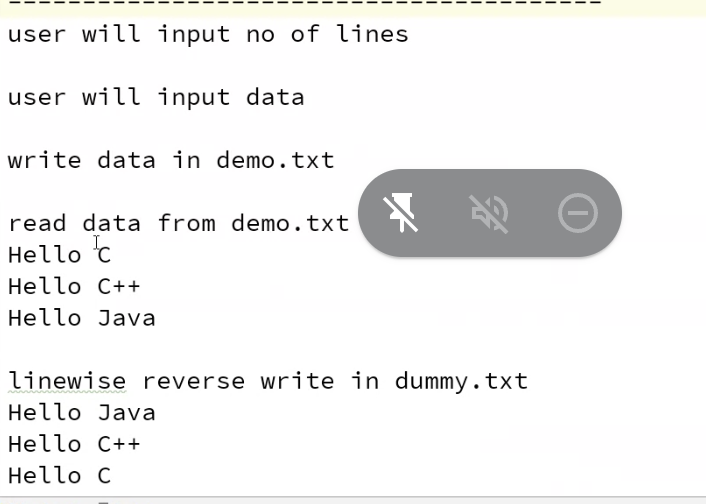 ----------------------------------------
user will input no of lines
user will input data
write data in demo.txt
read data from demo.txt
Hello C
Hello C++
Hello Java
linewise reverse write in dummy.txt
Hello Java
Hello C++
Hello C